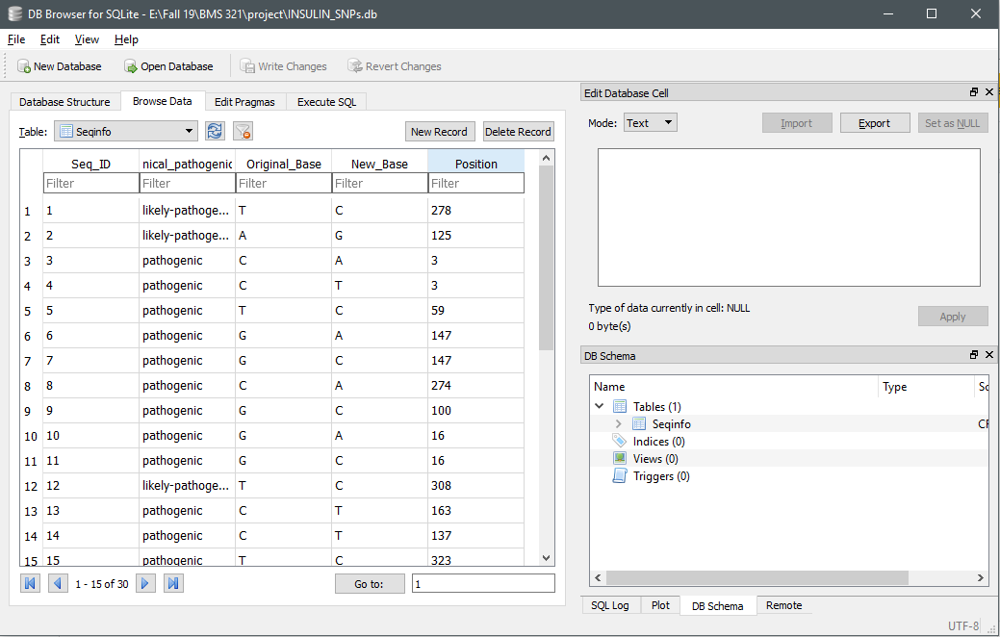 DB Browser for SQLite - E:\Fall 19\BMS 321\project\INSULIN_SNPs.db
File Edit View Help
New Database Open Database Write Changes Revert Changes
Database Structure Browse Data Edit Pragmas Execute SQL
Table: Seqinfo New Record Delete Record
Seq_ID nical_pathogenic Original_Base New_Base Position
Filter Filter Filter Filter Filter
1 1 likely-pathoge... T C 278
2 2 likely-pathoge... A G 125
3 3 pathogenic C A 3
4 4 pathogenic C T 3
5 5 pathogenic T C 59
6 6 pathogenic G A 147
7 7 pathogenic G C 147
8 8 pathogenic C A 274
9 9 pathogenic G C 100
10 10 pathogenic G A 16
11 11 pathogenic G C 16
12 12 likely-pathoge... T C 308
13 13 pathogenic C T 163
14 14 pathogenic C T 137
15 15 pathogenic T C 323
1 - 15 of 30 Go to: 1
Edit Database Cell
Mode: Text Import Export Set as NULL
Type of data currently in cell: NULL
0 byte(s)
Apply
DB Schema
Name Type Sc
Tables (1)
Seqinfo CR
Indices (0)
Views (0)
Triggers (0)
SQL Log Plot DB Schema Remote
UTF-8